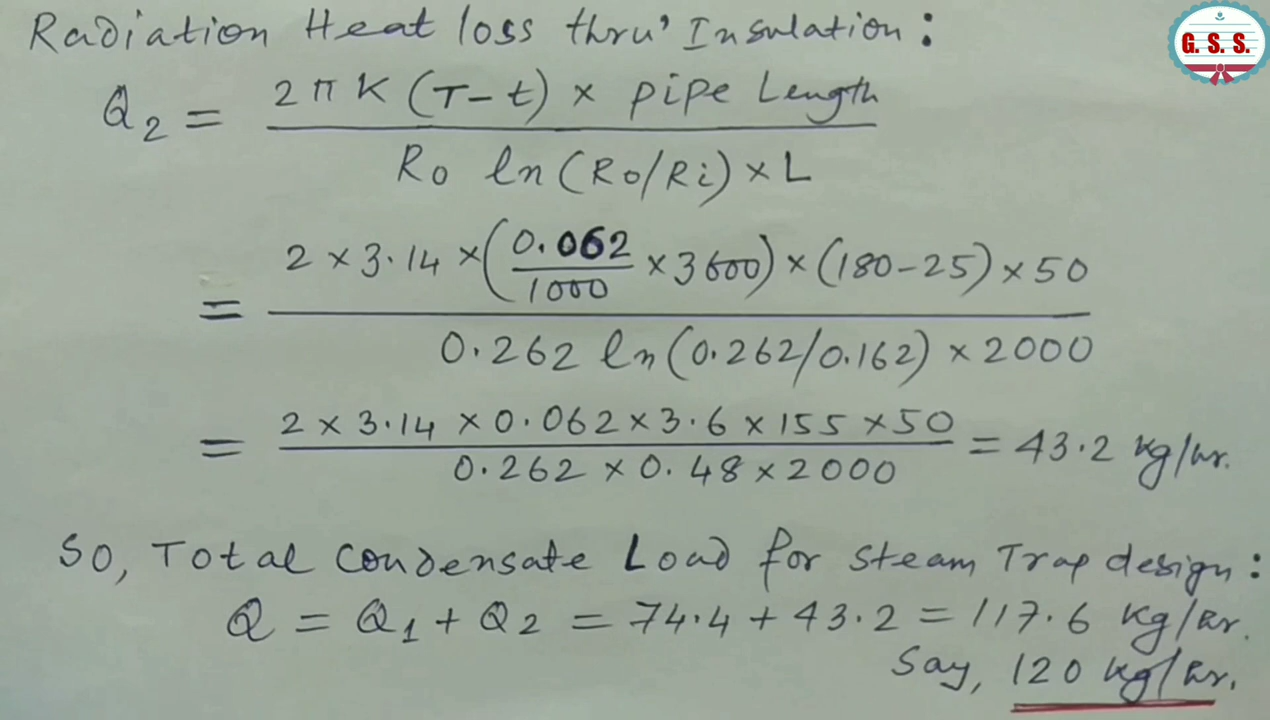 Radiation Heat loss thru' Insulation :
G. S. S.
Q2 = 2πK (T-t) × pipe Length / Ro ln (Ro/Ri) × L
= 2 × 3.14 × (0.062/1000 × 3600) × (180-25) × 50 / 0.262 ln (0.262/0.162) × 2000
= 2 × 3.14 × 0.062 × 3.6 × 155 × 50 / 0.262 × 0.48 × 2000 = 43.2 kg/hr.
So, Total Condensate Load for Steam Trap design :
Q = Q1 + Q2 = 74.4 + 43.2 = 117.6 kg/hr.
Say, 120 kg/hr.